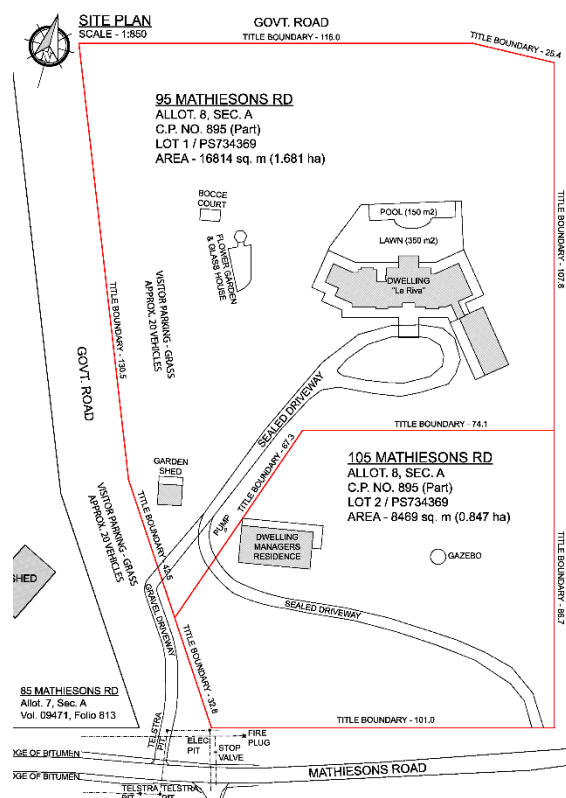 SITE PLAN
SCALE - 1:850
GOVT. ROAD
TITLE BOUNDARY - 116.0
TITLE BOUNDARY - 25.4
95 MATHIESONS RD
ALLOT. 8, SEC. A
C.P. NO. 895 (Part)
LOT 1 / PS734369
AREA - 16814 sq. m (1.681 ha)
BOCCE
COURT
POOL (150 m2)
LAWN (350 m2)
FLOWER GARDEN
& GLASS HOUSE
DWELLING
"La Riva"
TITLE BOUNDARY - 107.8
VISITOR PARKING - GRASS
APPROX. 20 VEHICLES
TITLE BOUNDARY - 130.5
GOVT. ROAD
SEALED DRIVEWAY
TITLE BOUNDARY - 74.1
TITLE BOUNDARY - 67.3
105 MATHIESONS RD
ALLOT. 8, SEC. A
C.P. NO. 895 (Part)
LOT 2 / PS734369
AREA - 8469 sq. m (0.847 ha)
GARDEN
SHED
VISITOR PARKING - GRASS
APPROX. 20 VEHICLES
TITLE BOUNDARY - 42.5
PUMP
DWELLING
MANAGERS
RESIDENCE
GAZEBO
SHED
GRAVEL DRIVEWAY
SEALED DRIVEWAY
TITLE BOUNDARY - 86.7
TITLE BOUNDARY - 32.8
85 MATHIESONS RD
Allot. 7, Sec. A
Vol. 09471, Folio 813
TITLE BOUNDARY - 101.0
TELSTRA
PIT
ELEC
PIT
FIRE
PLUG
STOP
VALVE
DGE OF BITUMEN
MATHIESONS ROAD
DGE OF BITUMEN
TELSTRA
PIT
TELSTRA
PIT